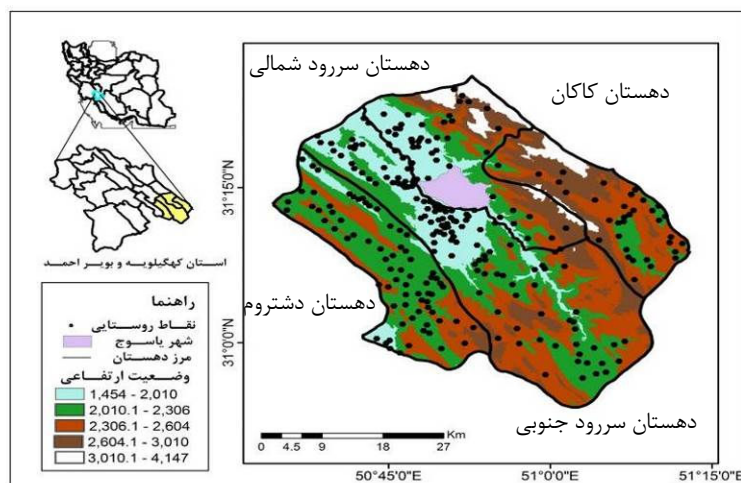 دهستان سررود شمالی
دهستان کاکان
31°15'0"N
استان کهگیلویه و بویر احمد
راهنما
نقاط روستایی
شهر یاسوج
مرز دهستان
وضعیت ارتفاعی
1,454 - 2,010
2,010.1 - 2,306
2,306.1 - 2,604
2,604.1 - 3,010
3,010.1 - 4,147
دهستان دشتروم
31°0'0"N
دهستان سررود جنوبی
Km
0 4.5 9 18 27
50°45'0"E 51°0'0"E 51°15'0"E